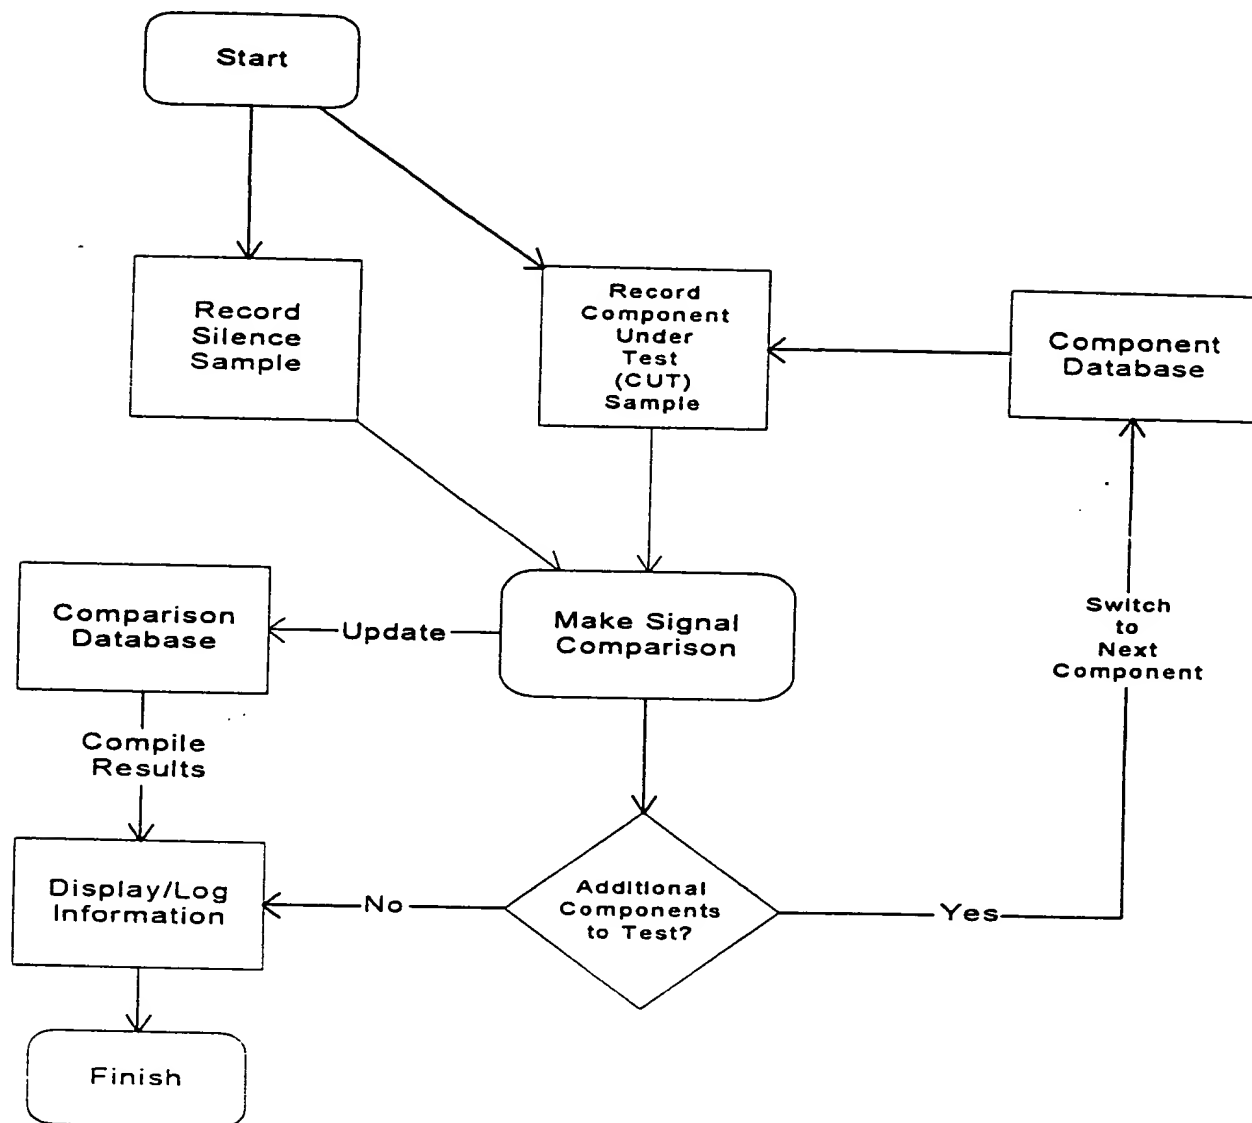 Start
Record
Silence
Sample
Record
Component
Under
Test
(CUT)
Sample
Component
Database
Comparison
Database
Update
Make Signal
Comparison
Switch
to
Next
Component
Compile
Results
Display/Log
Information
No
Additional
Components
to Test?
Yes
Finish